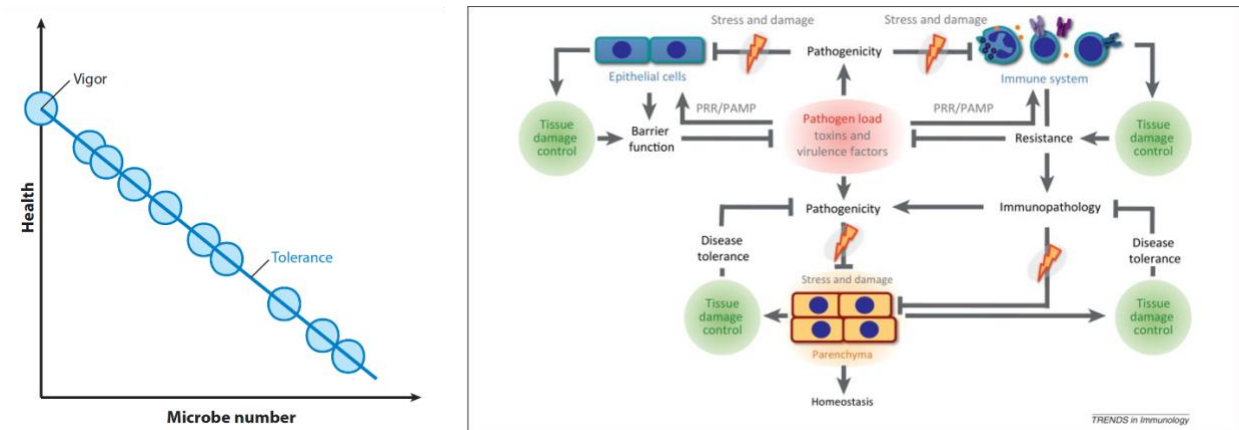 Vigor
Health
Tolerance
Microbe number
Stress and damage
Stress and damage
Pathogenicity
Epithelial cells
Immune system
PRR/PAMP
PRR/PAMP
Tissue
damage
control
Barrier
function
Pathogen load
toxins and
virulence factors
Resistance
Tissue
damage
control
Pathogenicity
Immunopathology
Disease
tolerance
Disease
tolerance
Stress and damage
Tissue
damage
control
Tissue
damage
control
Parenchyma
Homeostasis
TRENDS in Immunology